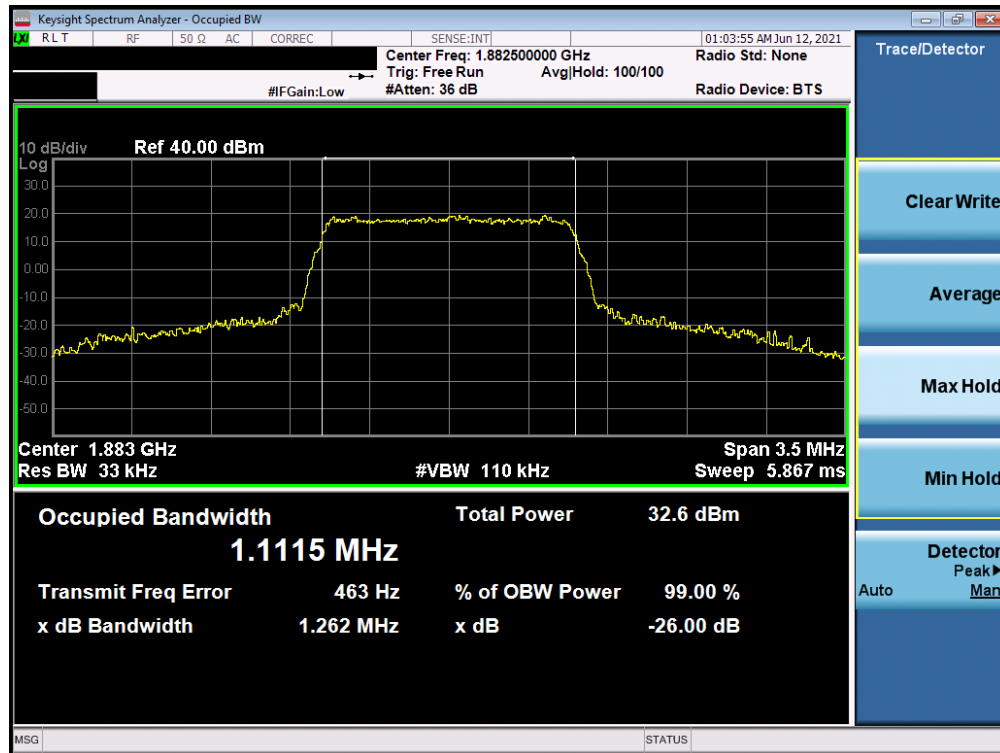 Keysight Spectrum Analyzer - Occupied BW
LXI RLT RF 50 Ω AC CORREC SENSE:INT 01:03:55 AM Jun 12, 2021
Center Freq: 1.882500000 GHz Radio Std: None
Trig: Free Run Avg|Hold: 100/100
#IFGain:Low #Atten: 36 dB Radio Device: BTS
10 dB/div Ref 40.00 dBm
Log
30.0
20.0
10.0
0.00
-10.0
-20.0
-30.0
-40.0
-50.0
Center 1.883 GHz Span 3.5 MHz
Res BW 33 kHz #VBW 110 kHz Sweep 5.867 ms
Occupied Bandwidth Total Power 32.6 dBm
1.1115 MHz
Transmit Freq Error 463 Hz % of OBW Power 99.00 %
x dB Bandwidth 1.262 MHz x dB -26.00 dB
MSG STATUS
Trace/Detector
Clear Write
Average
Max Hold
Min Hold
Detector
Peak▶
Auto Man